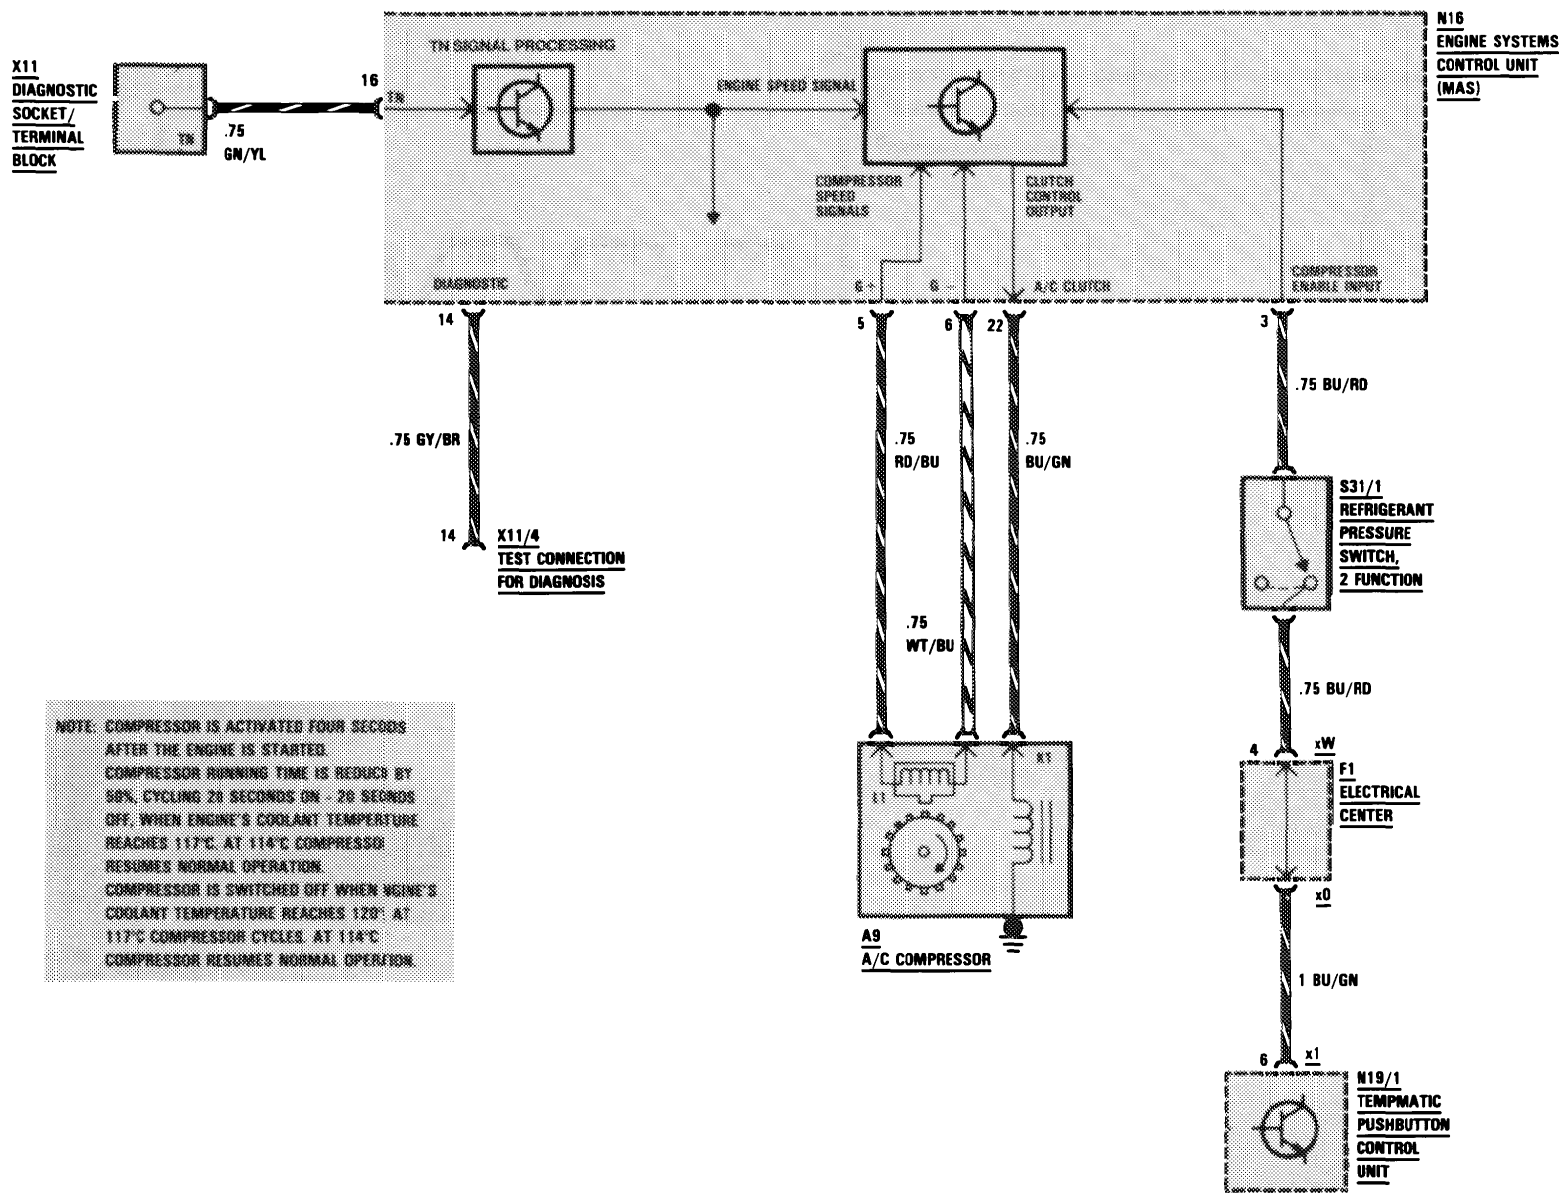 X11
DIAGNOSTIC
SOCKET/
TERMINAL
BLOCK
TN
.75
GN/YL
16
TN
TN SIGNAL PROCESSING
ENGINE SPEED SIGNAL
COMPRESSOR
SPEED
SIGNALS
CLUTCH
CONTROL
OUTPUT
DIAGNOSTIC
G +
G -
A/C CLUTCH
COMPRESSOR
ENABLE INPUT
N16
ENGINE SYSTEMS
CONTROL UNIT
(MAS)
14
5
6
22
3
.75 GY/BR
14
X11/4
TEST CONNECTION
FOR DIAGNOSIS
.75
RD/BU
.75
WT/BU
.75
BU/GN
.75 BU/RD
S31/1
REFRIGERANT
PRESSURE
SWITCH,
2 FUNCTION
.75 BU/RD
4
xW
F1
ELECTRICAL
CENTER
xO
1 BU/GN
6
x1
N19/1
TEMPMATIC
PUSHBUTTON
CONTROL
UNIT
L1
K1
A9
A/C COMPRESSOR
NOTE: COMPRESSOR IS ACTIVATED FOUR SECODS
AFTER THE ENGINE IS STARTED.
COMPRESSOR RUNNING TIME IS REDUCE BY
50%, CYCLING 20 SECONDS ON - 20 SECNDS
OFF, WHEN ENGINE'S COOLANT TEMPERTURE
REACHES 117°C. AT 114°C COMPRESSO
RESUMES NORMAL OPERATION.
COMPRESSOR IS SWITCHED OFF WHEN NGINE'S
COOLANT TEMPERATURE REACHES 120°. AT
117°C COMPRESSOR CYCLES. AT 114°C
COMPRESSOR RESUMES NORMAL OPERATION.